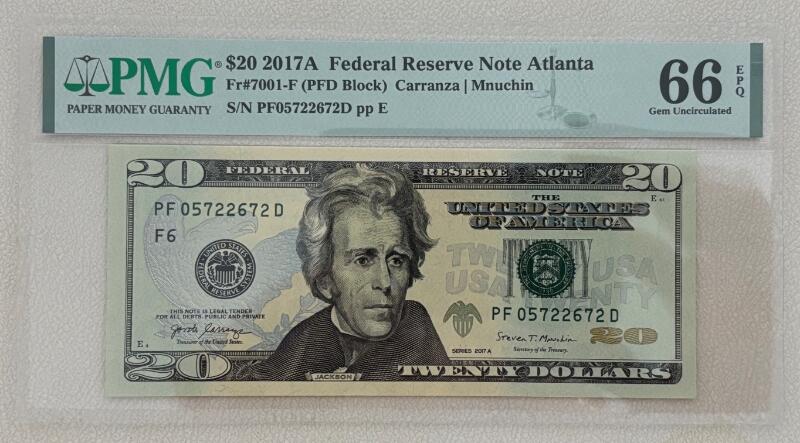 PMG® $20 2017A Federal Reserve Note Atlanta
PAPER MONEY GUARANTY
Fr#7001-F (PFD Block) Carranza | Mnuchin
S/N PF05722672D pp E
66 EPQ
Gem Uncirculated
20 FEDERAL RESERVE NOTE 20
PF 05722672 D
F6
THE
UNITED STATES
OF AMERICA
TWENTY USA
USA TWENTY
THIS NOTE IS LEGAL TENDER
FOR ALL DEBTS, PUBLIC AND PRIVATE
Treasurer of the United States.
PF 05722672 D
Steven T. Mnuchin
Secretary of the Treasury.
20
SERIES 2017 A
JACKSON
20 TWENTY DOLLARS